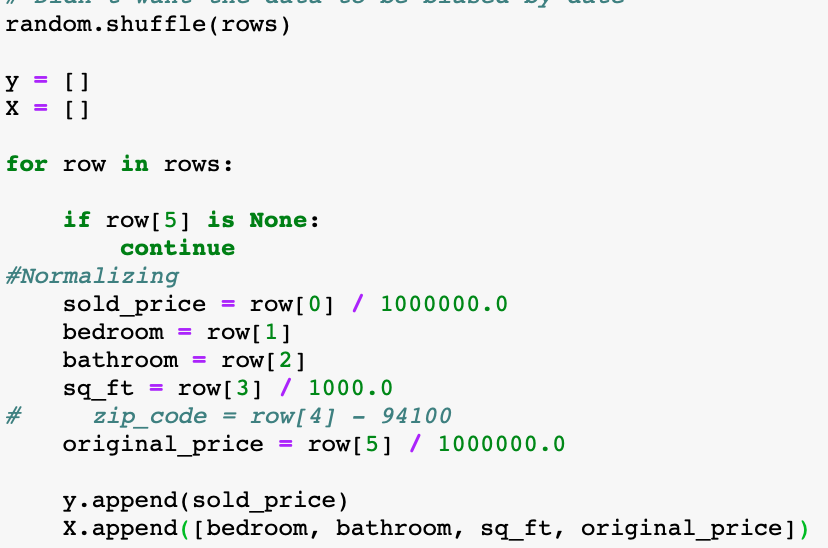 # Didn't want the data to be biased by date
random.shuffle(rows)
y = []
X = []
for row in rows:
if row[5] is None:
continue
#Normalizing
sold_price = row[0] / 1000000.0
bedroom = row[1]
bathroom = row[2]
sq_ft = row[3] / 1000.0
#     zip_code = row[4] - 94100
original_price = row[5] / 1000000.0
y.append(sold_price)
X.append([bedroom, bathroom, sq_ft, original_price])